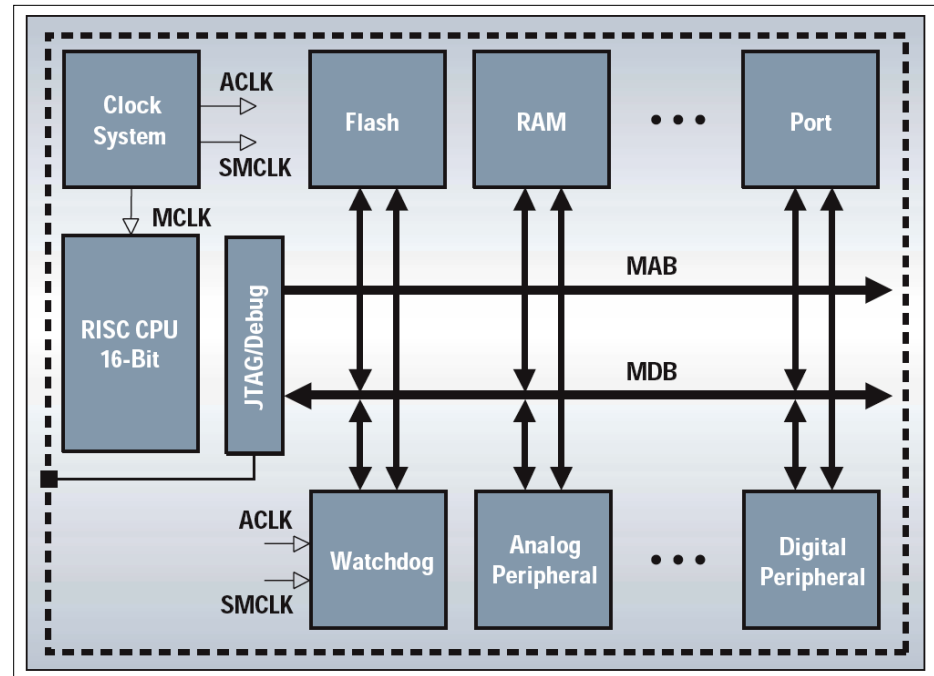 Clock
System
ACLK
SMCLK
Flash
RAM
Port
MCLK
RISC CPU
16-Bit
JTAG/Debug
MAB
MDB
ACLK
SMCLK
Watchdog
Analog
Peripheral
Digital
Peripheral